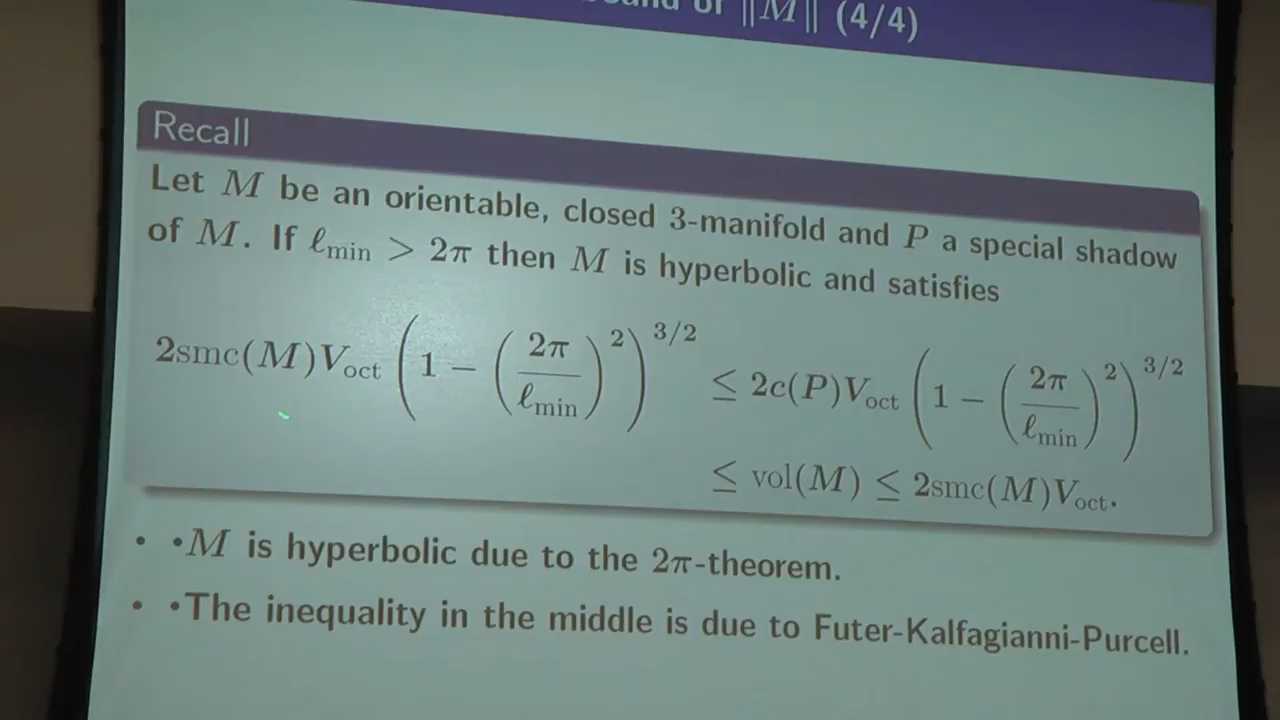 of ‖M‖ (4/4)
Recall
Let M be an orientable, closed 3-manifold and P a special shadow
of M. If ℓ_min > 2π then M is hyperbolic and satisfies
2smc(M)V_oct (1 − (2π/ℓ_min)^2)^{3/2} ≤ 2c(P)V_oct (1 − (2π/ℓ_min)^2)^{3/2}
≤ vol(M) ≤ 2smc(M)V_oct.
• •M is hyperbolic due to the 2π-theorem.
• •The inequality in the middle is due to Futer-Kalfagianni-Purcell.